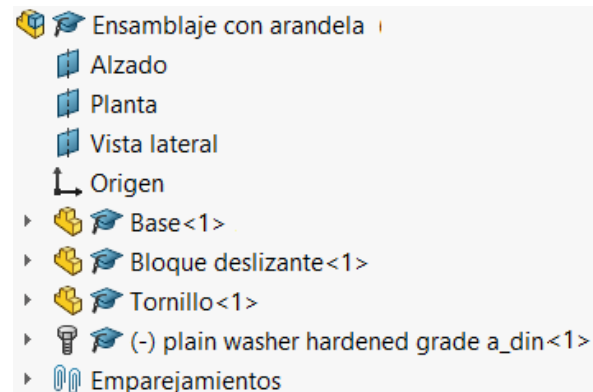 Ensamblaje con arandela (
Alzado
Planta
Vista lateral
Origen
Base<1>
Bloque deslizante<1>
Tornillo<1>
(-) plain washer hardened grade a_din<1>
Emparejamientos